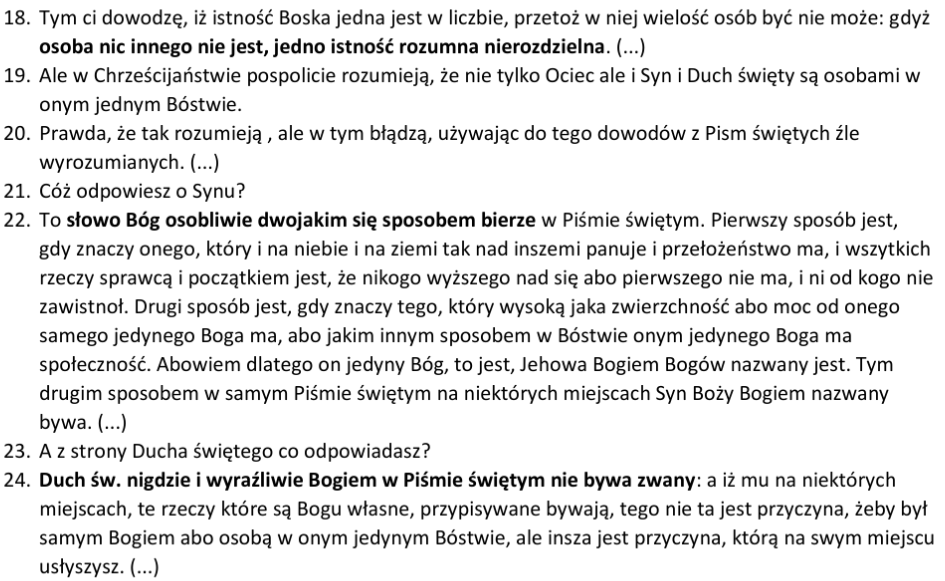 18. Tym ci dowodzę, iż istność Boska jedna jest w liczbie, przetoż w niej wielość osób być nie może: gdyż
osoba nic innego nie jest, jedno istność rozumna nierozdzielna. (...)
19. Ale w Chrześcijaństwie pospolicie rozumieją, że nie tylko Ociec ale i Syn i Duch święty są osobami w
onym jednym Bóstwie.
20. Prawda, że tak rozumieją , ale w tym błądzą, używając do tego dowodów z Pism świętych źle
wyrozumianych. (...)
21. Cóż odpowiesz o Synu?
22. To słowo Bóg osobliwie dwojakim się sposobem bierze w Piśmie świętym. Pierwszy sposób jest,
gdy znaczy onego, który i na niebie i na ziemi tak nad inszemi panuje i przełożeństwo ma, i wszytkich
rzeczy sprawcą i początkiem jest, że nikogo wyższego nad się abo pierwszego nie ma, i ni od kogo nie
zawistnoł. Drugi sposób jest, gdy znaczy tego, który wysoką jaka zwierzchność abo moc od onego
samego jedynego Boga ma, abo jakim innym sposobem w Bóstwie onym jedynego Boga ma
społeczność. Abowiem dlatego on jedyny Bóg, to jest, Jehowa Bogiem Bogów nazwany jest. Tym
drugim sposobem w samym Piśmie świętym na niektórych miejscach Syn Boży Bogiem nazwany
bywa. (...)
23. A z strony Ducha świętego co odpowiadasz?
24. Duch św. nigdzie i wyraźliwie Bogiem w Piśmie świętym nie bywa zwany: a iż mu na niektórych
miejscach, te rzeczy które są Bogu własne, przypisywane bywają, tego nie ta jest przyczyna, żeby był
samym Bogiem abo osobą w onym jedynym Bóstwie, ale insza jest przyczyna, którą na swym miejscu
usłyszysz. (...)